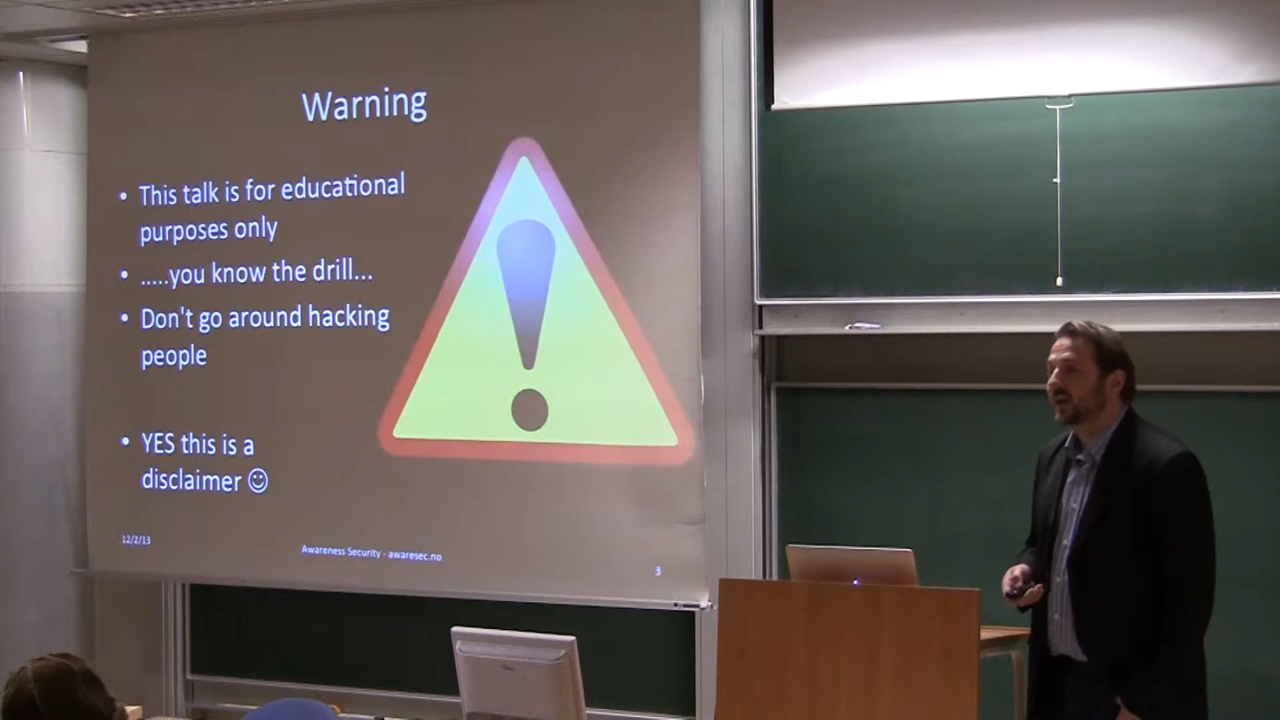 Warning
• This talk is for educational
purposes only
• .....you know the drill...
• Don't go around hacking
people
• YES this is a
disclaimer ☺
12/2/13
Awareness Security - awaresec.no
3